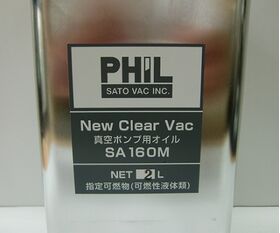 PHIL
SATO VAC INC.
New Clear Vac
真空ポンプ用オイル
SA160M
NET 2 L
指定可燃物(可燃性液体類)